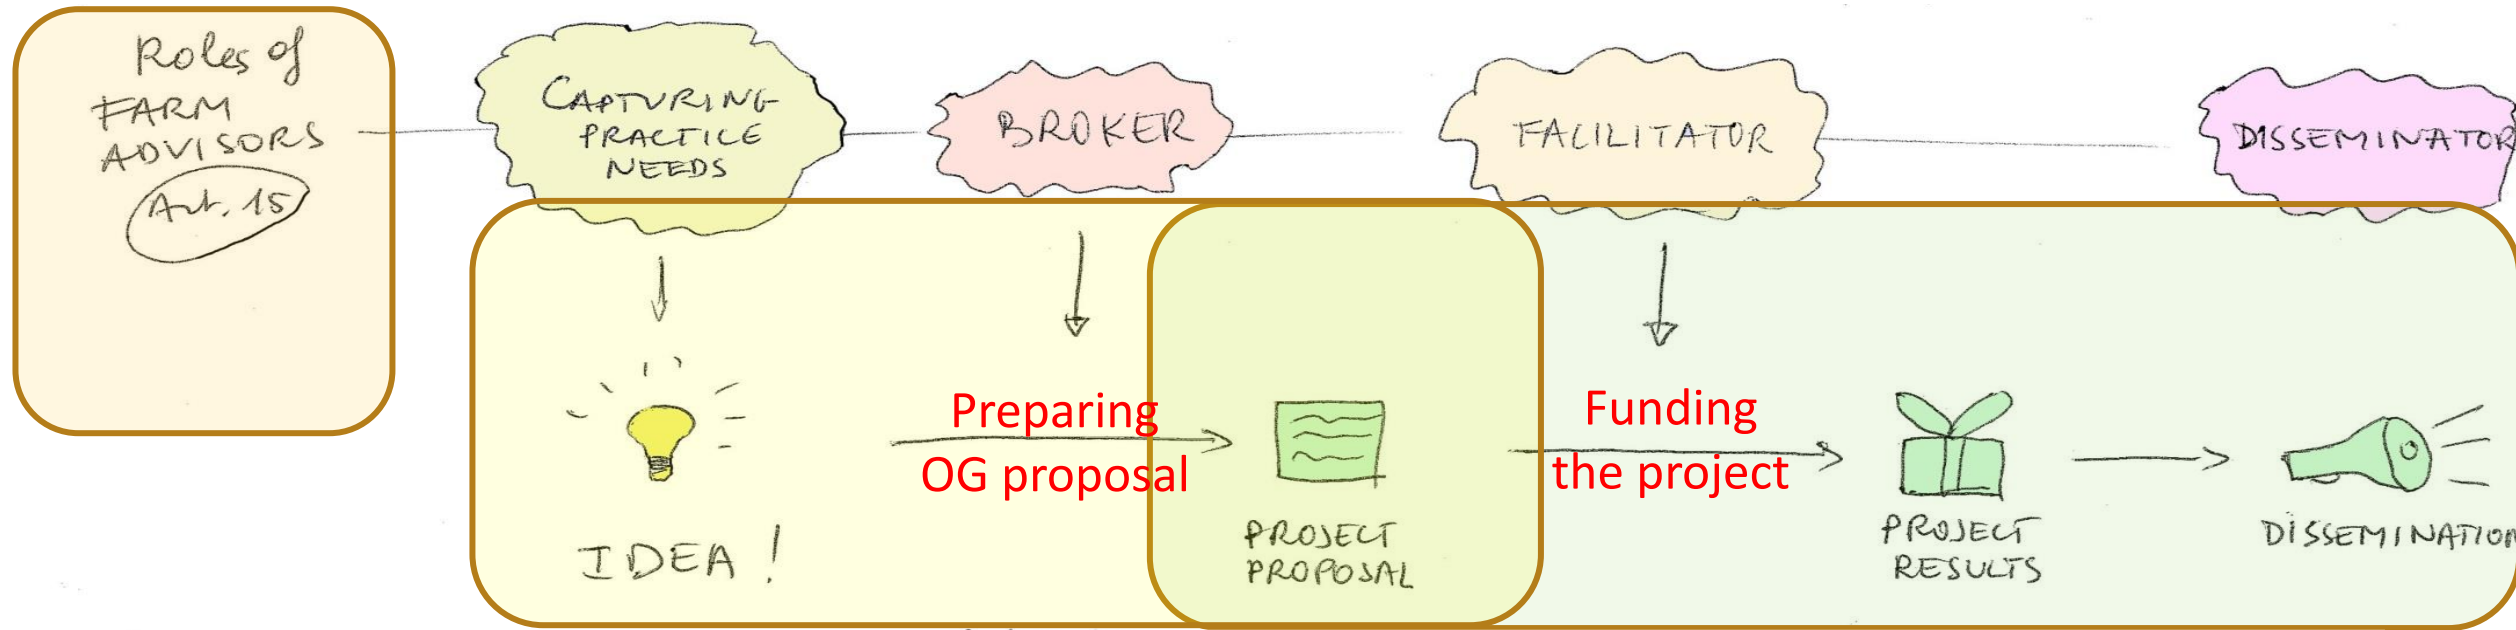 Roles of
FARM
ADVISORS
Art. 15
CAPTURING
PRACTICE
NEEDS
BROKER
FACILITATOR
DISSEMINATOR
Preparing
OG proposal
Funding
the project
IDEA !
PROJECT
PROPOSAL
PROJECT
RESULTS
DISSEMINATION